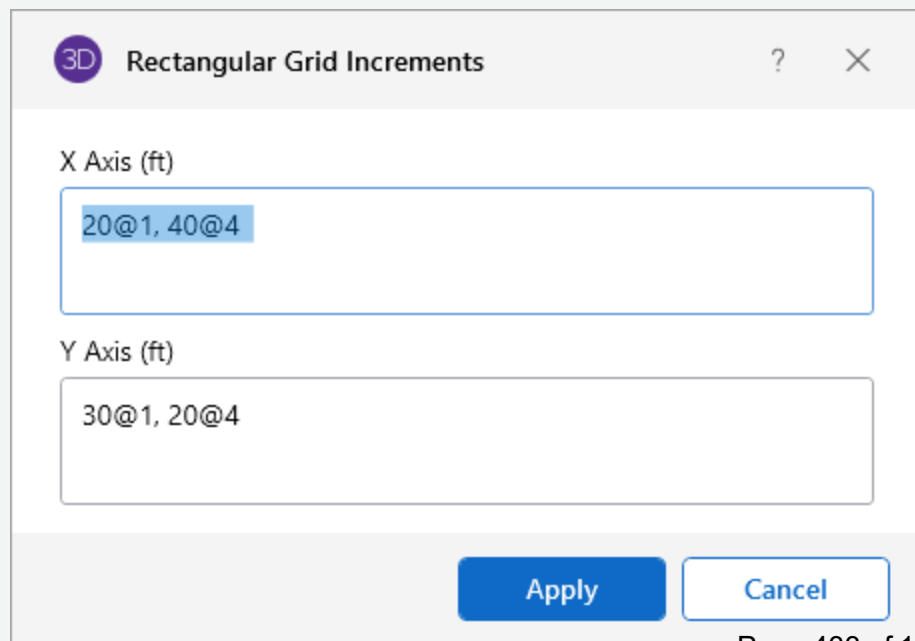 3D Rectangular Grid Increments ?
X Axis (ft)
20@1, 40@4
Y Axis (ft)
30@1, 20@4
Apply Cancel